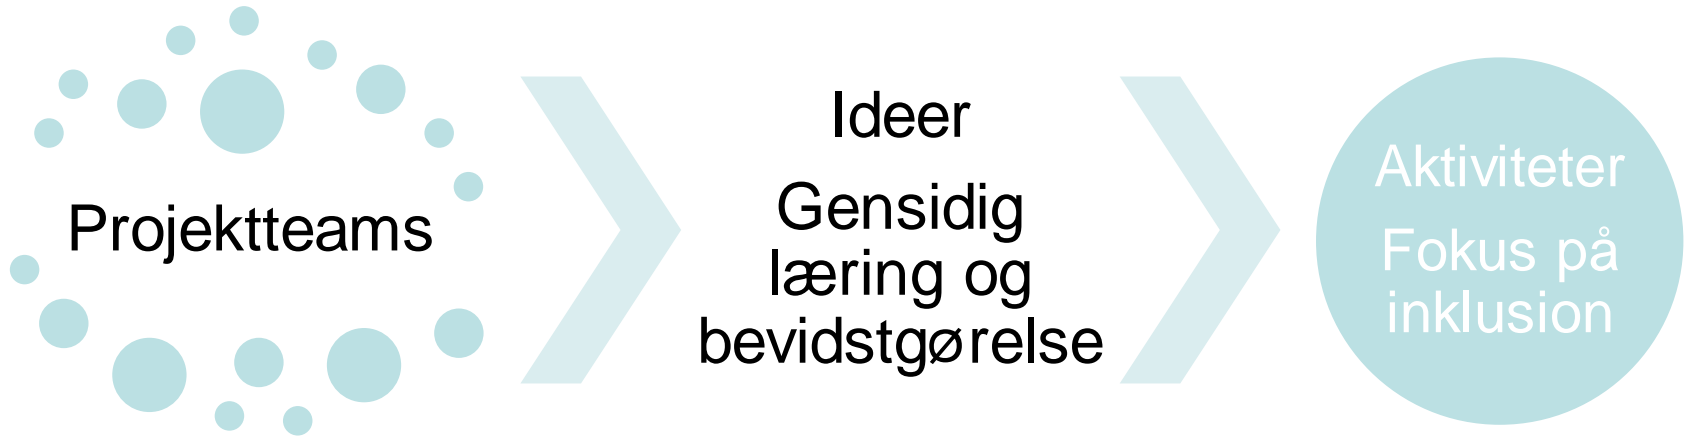 Projektteams
Ideer
Gensidig
læring og
bevidstgørelse
Aktiviteter
Fokus på
inklusion